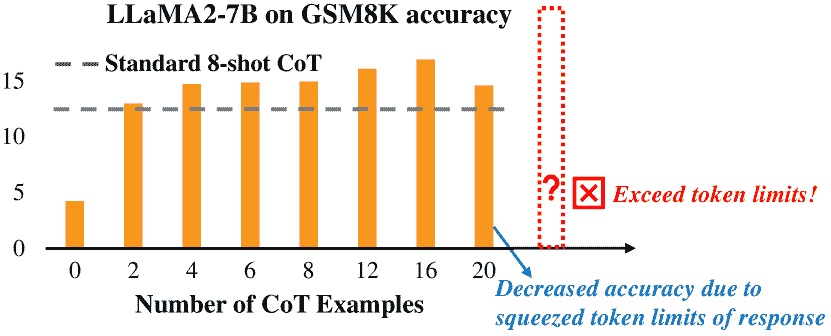 LLaMA2-7B on GSM8K accuracy
Standard 8-shot CoT
15
10
5
0
0 2 4 6 8 12 16 20
Number of CoT Examples
?
Exceed token limits!
Decreased accuracy due to
squeezed token limits of response